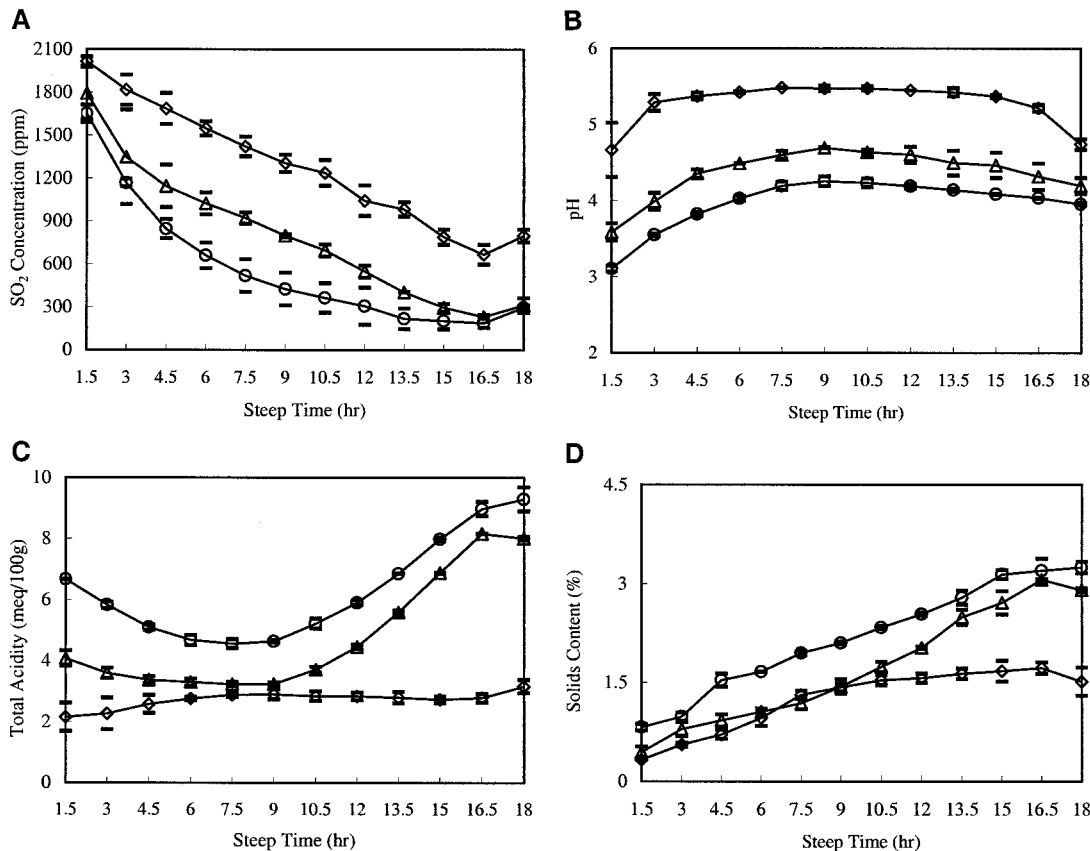 A
2100
1800
1500
1200
900
600
300
0
SO2 Concentration (ppm)
1.5 3 4.5 6 7.5 9 10.5 12 13.5 15 16.5 18
Steep Time (hr)
B
6
5
4
3
2
pH
1.5 3 4.5 6 7.5 9 10.5 12 13.5 15 16.5 18
Steep Time (hr)
C
10
8
6
4
2
0
Total Acidity (meq/100g)
1.5 3 4.5 6 7.5 9 10.5 12 13.5 15 16.5 18
Steep Time (hr)
D
4.5
3
1.5
0
Solids Content (%)
1.5 3 4.5 6 7.5 9 10.5 12 13.5 15 16.5 18
Steep Time (hr)